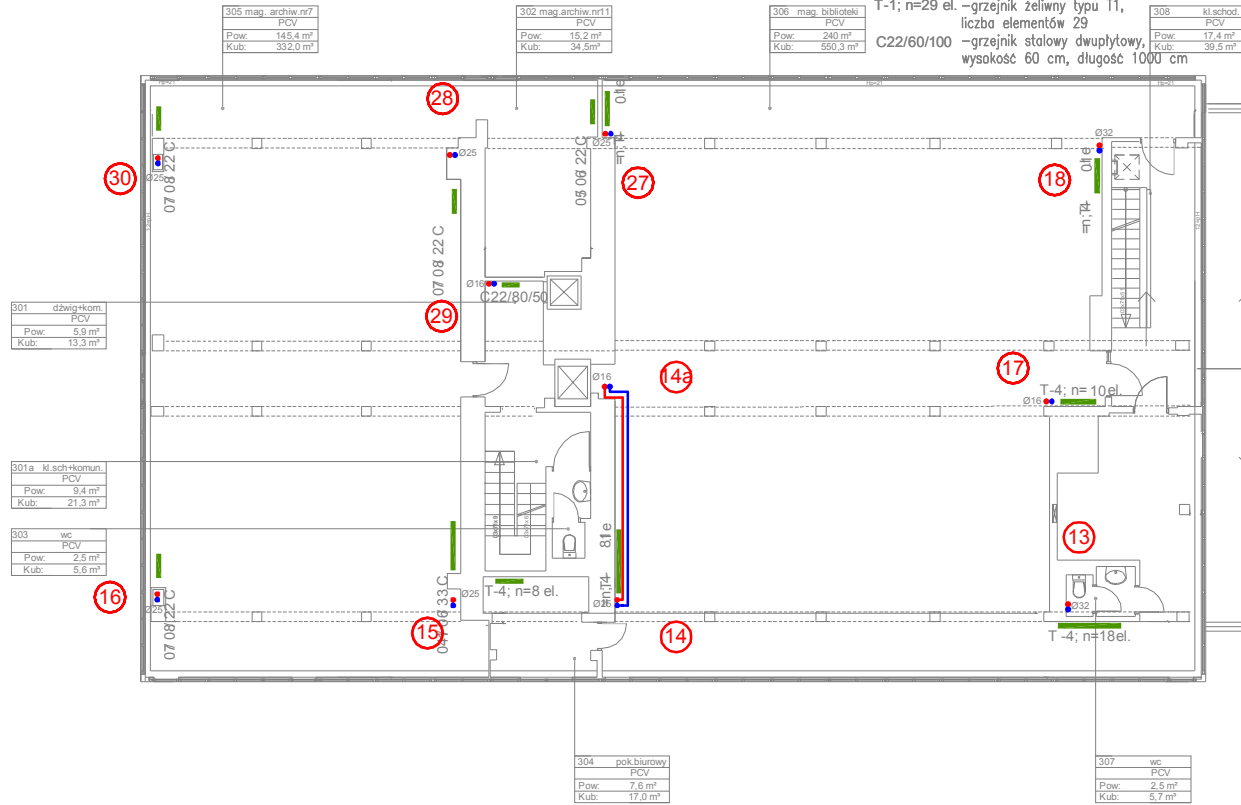 305 mag. archiw.nr7
PCV
Pow: 145,4 m²
Kub: 332,0 m³
302 mag.archiw.nr11
PCV
Pow: 15,2 m²
Kub: 34,5m³
306 mag. biblioteki
PCV
Pow: 240 m²
Kub: 550,3 m³
T-1; n=29 el. –grzejnik żeliwny typu T1,
liczba elementów 29
C22/60/100 –grzejnik stalowy dwupłytowy,
wysokość 60 cm, długość 1000 cm
308 kl.schod.
PCV
Pow: 17,4 m²
Kub: 39,5 m³
28
Ø25
Ø25
Ø32
30
Ø25
27
18
29
Ø16
C22/80/50
301 dźwig+kom.
PCV
Pow: 5,9 m²
Kub: 13,3 m³
14a
Ø16
17
T-4; n= 10el.
Ø16
301a kl.sch+komun.
PCV
Pow: 9,4 m²
Kub: 21,3 m³
303 wc
PCV
Pow: 2,5 m²
Kub: 5,6 m³
13
16
Ø25
T-4; n=8 el.
Ø25
Ø32
15
14
T -4; n=18el.
304 pok.biurowy
PCV
Pow: 7,6 m²
Kub: 17,0 m³
307 wc
PCV
Pow: 2,5 m²
Kub: 5,7 m³